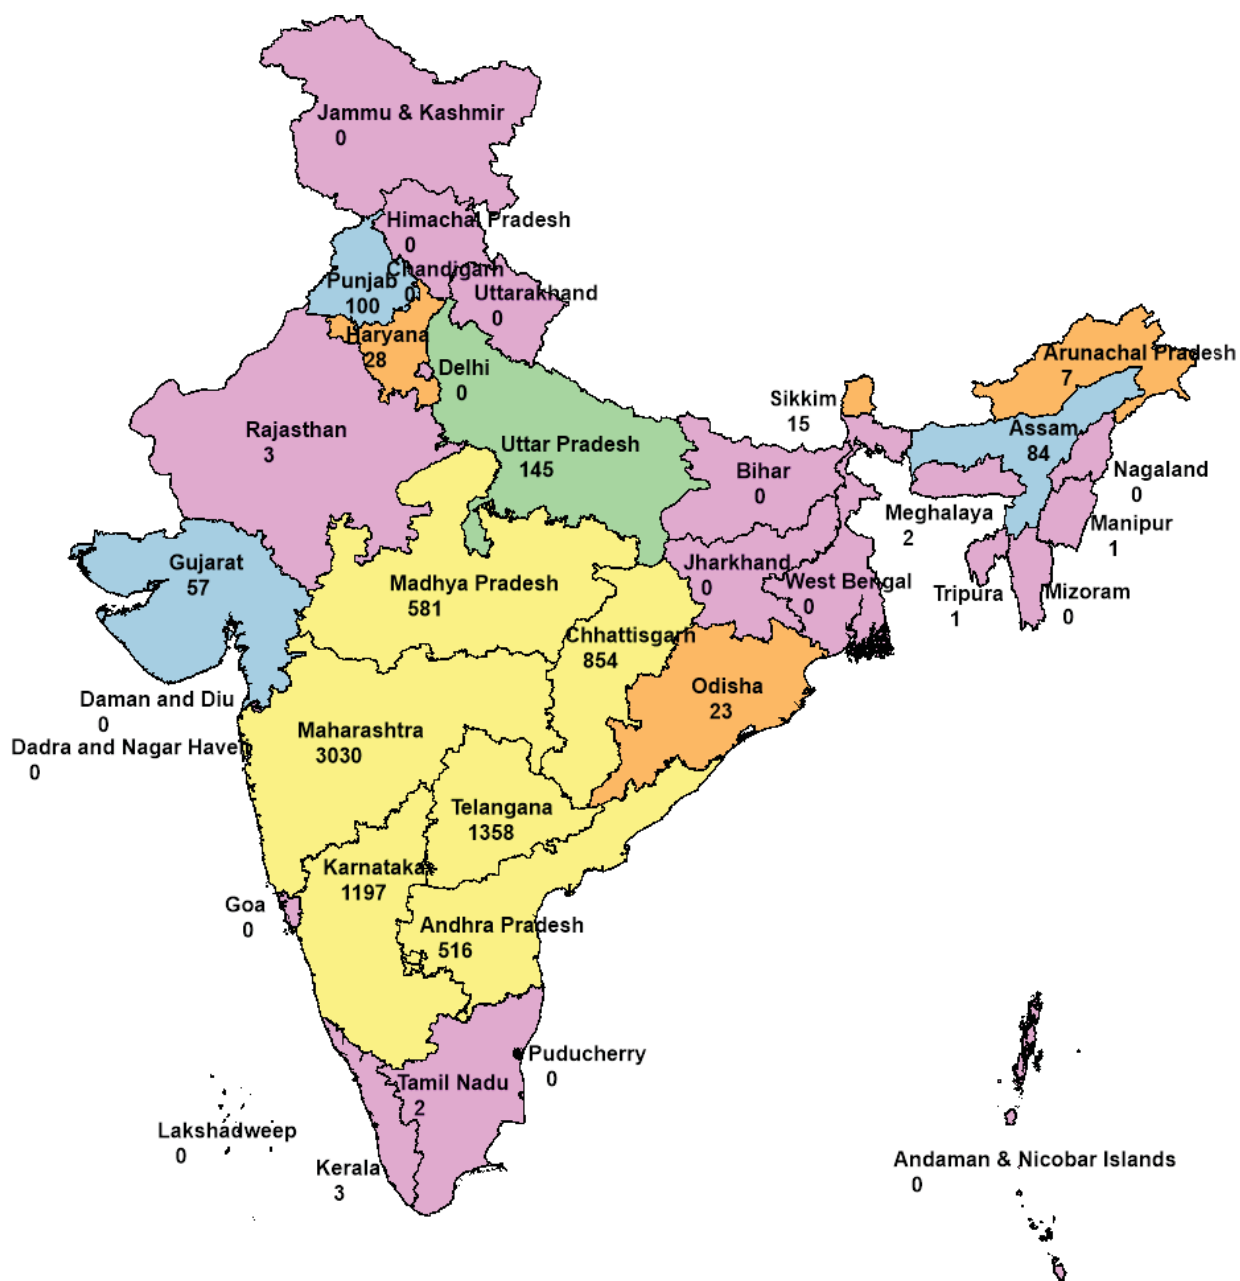 Jammu & Kashmir
0
Himachal Pradesh
0
Chandigarh
0
Punjab
100
Uttarakhand
0
Haryana
28
Delhi
0
Arunachal Pradesh
7
Sikkim
15
Rajasthan
3
Uttar Pradesh
145
Assam
84
Bihar
0
Nagaland
0
Meghalaya
2
Manipur
1
Gujarat
57
Madhya Pradesh
581
Jharkhand
0
West Bengal
0
Tripura
1
Mizoram
0
Chhattisgarh
854
Odisha
23
Daman and Diu
0
Maharashtra
3030
Dadra and Nagar Haveli
0
Telangana
1358
Karnataka
1197
Goa
0
Andhra Pradesh
516
Puducherry
0
Tamil Nadu
2
Lakshadweep
0
Kerala
3
Andaman & Nicobar Islands
0